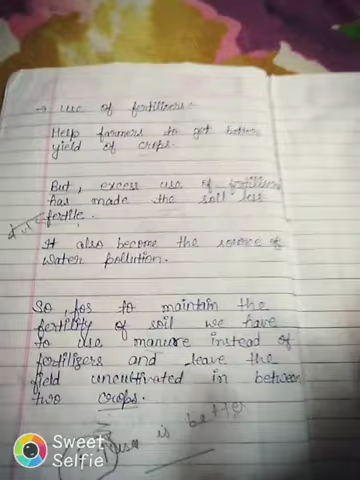 → use of fertilizers -
Help farmers to get better
yield of crops.
But, excess use of fertilizers
has made the soil less
fertile.
It also become the source of
water pollution.
So, for to maintain the
fertility of soil we have
to use manure instead of
fertilizers and leave the
field uncultivated in between
two crops.
is better
Sweet
Selfie